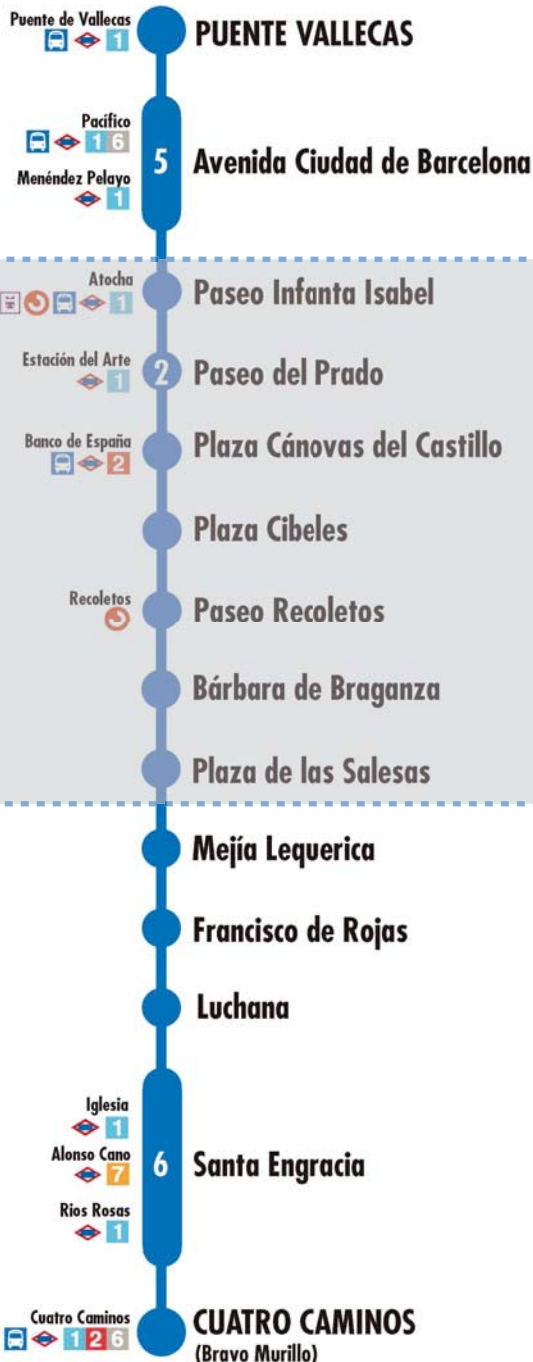 Puente de Vallecas
1
PUENTE VALLECAS
Pacífico
1 6
Menéndez Pelayo
1
5
Avenida Ciudad de Barcelona
Atocha
1
Paseo Infanta Isabel
Estación del Arte
1
2
Paseo del Prado
Banco de España
2
Plaza Cánovas del Castillo
Plaza Cibeles
Recoletos
Paseo Recoletos
Bárbara de Braganza
Plaza de las Salesas
Mejía Lequerica
Francisco de Rojas
Luchana
Iglesia
1
Alonso Cano
7
Rios Rosas
1
6
Santa Engracia
Cuatro Caminos
1 2 6
CUATRO CAMINOS
(Bravo Murillo)